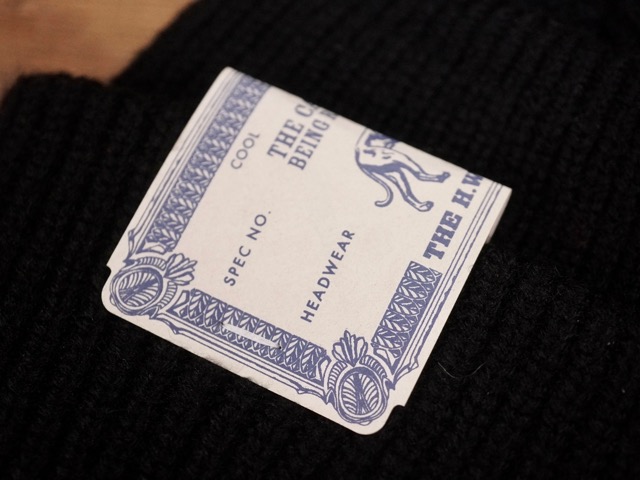 COOL
THE
BEING
SPEC NO.
HEADWEAR
THE H.W